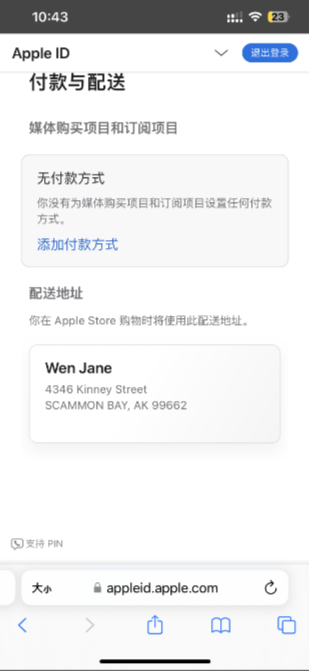 10:43
23
Apple ID
退出登录
付款与配送
媒体购买项目和订阅项目
无付款方式
你没有为媒体购买项目和订阅项目设置任何付款
方式。
添加付款方式
配送地址
你在 Apple Store 购物时将使用此配送地址。
Wen Jane
4346 Kinney Street
SCAMMON BAY, AK 99662
支持 PIN
大小
appleid.apple.com